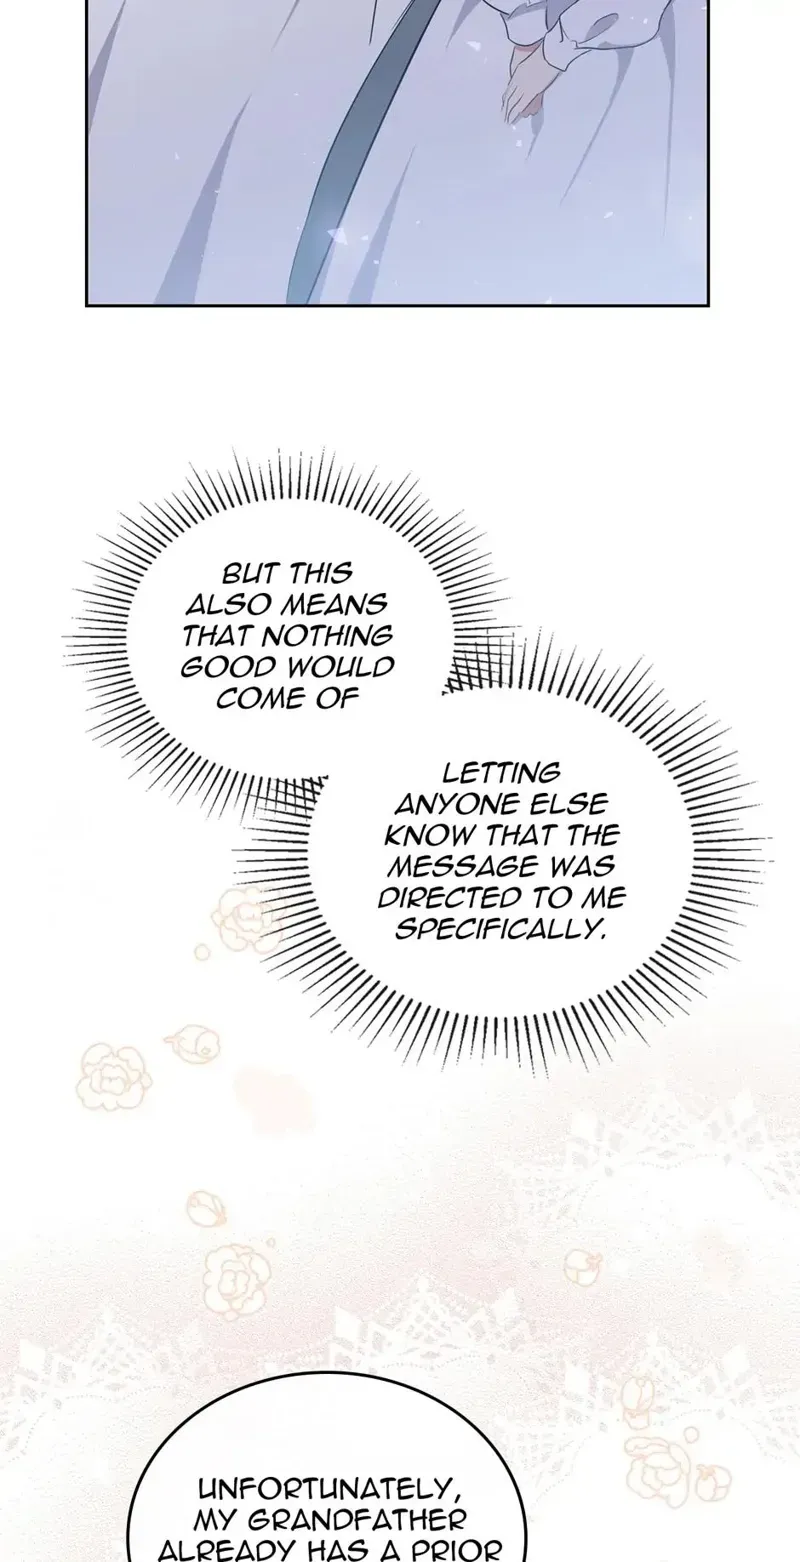 BUT THIS
ALSO MEANS
THAT NOTHING
GOOD WOULD
COME OF
LETTING
ANYONE ELSE
KNOW THAT THE
MESSAGE WAS
DIRECTED TO ME
SPECIFICALLY.
UNFORTUNATELY,
MY GRANDFATHER
ALREADY HAS A PRIOR